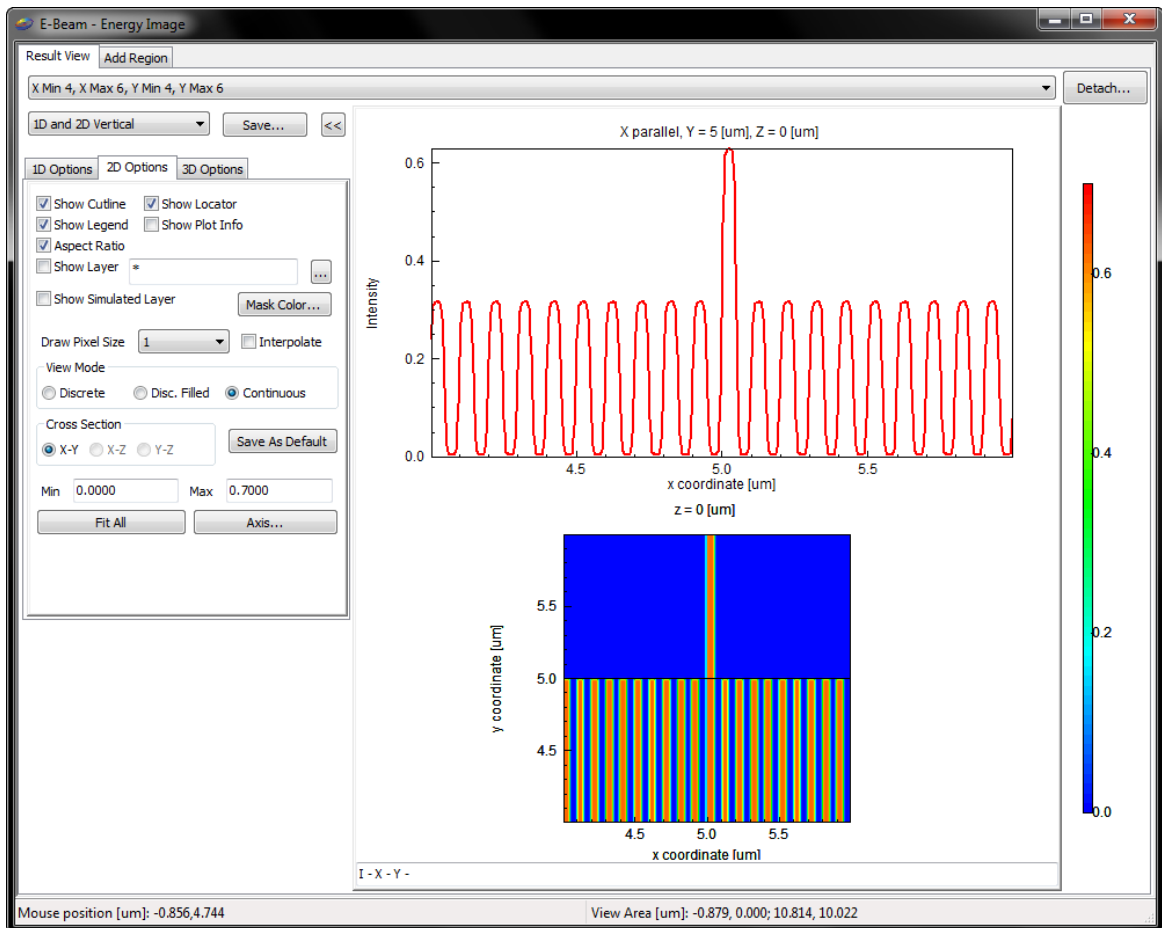 E-Beam - Energy Image
Result View Add Region
X Min 4, X Max 6, Y Min 4, Y Max 6
Detach...
1D and 2D Vertical Save... <<
1D Options 2D Options 3D Options
Show Cutline Show Locator
Show Legend Show Plot Info
Aspect Ratio
Show Layer * ...
Show Simulated Layer Mask Color...
Draw Pixel Size 1 Interpolate
View Mode
Discrete Disc. Filled Continuous
Cross Section
X-Y X-Z Y-Z Save As Default
Min 0.0000 Max 0.7000
Fit All Axis...
X parallel, Y = 5 [um], Z = 0 [um]
0.6
0.4
0.2
0.0
Intensity
4.5 5.0 5.5
x coordinate [um]
z = 0 [um]
5.5
5.0
4.5
y coordinate [um]
4.5 5.0 5.5
x coordinate [um]
0.6
0.4
0.2
0.0
I - X - Y -
Mouse position [um]: -0.856,4.744 View Area [um]: -0.879, 0.000; 10.814, 10.022